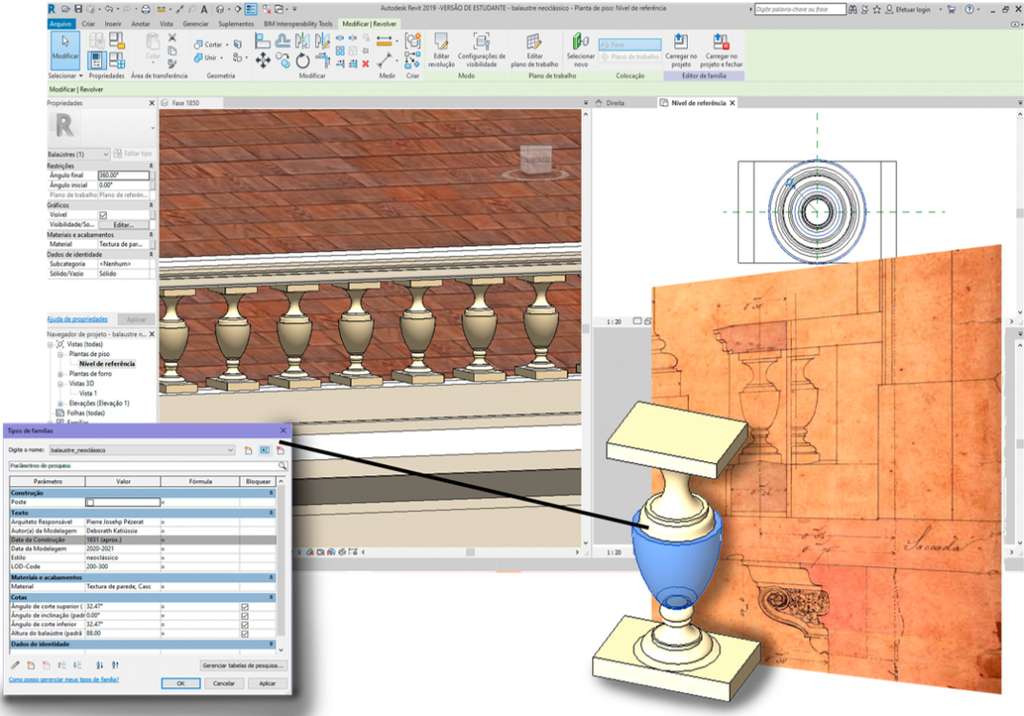 Autodesk Revit 2019 - VERSÃO DE ESTUDANTE - balaustre neoclássico - Planta de piso: Nível de referência
Digite palavra-chave ou frase
Efetuar login
Arquivo Criar Inserir Anotar Vista Gerenciar Suplementos BIM Interoperability Tools Modificar | Revolver
Modificar
Colar
Cortar
Unir
Editar revolução
Configurações de visibilidade
Editar plano de trabalho
Selecionar novo
Face
Plano de trabalho
Carregar no projeto
Carregar no projeto e fechar
Selecionar Propriedades Área de transferência Geometria Modificar Medir Criar Modo Plano de trabalho Colocação Editor de família
Modificar | Revolver
Propriedades
Fase 1850
Direita
Nível de referência
R
Balaústres (1)
Editar tipo
Restrições
Ângulo final 360.00°
Ângulo inicial 0.00°
Plano de trabalho Plano de referên...
Gráficos
Visível
Visibilidade/So... Editar...
Materiais e acabamentos
Material Textura de par...
Dados de identidade
Subcategoria <Nenhum>
Sólido/Vazio Sólido
Ajuda de propriedades Aplicar
Navegador de projeto - balaustre n...
Vistas (todas)
Plantas de piso
Nível de referência
Plantas de forro
Vistas 3D
Vista 1
Elevações (Elevação 1)
Folhas (todas)
Famílias
1 : 20
1 : 20
Saccada
Tipos de famílias
Digite o nome: balaustre_neoclássico
Parâmetros de pesquisa
Parâmetro Valor Fórmula Bloquear
Construção
Poste =
Texto
Arquiteto Responsável Pierre Josehp Pézerat =
Autor(a) da Modelagem Deborath Katiússie =
Data da Construção 1831 (aprox.) =
Data da Modelagem 2020-2021 =
Estilo neoclássico =
LOD-Code 200-300 =
Materiais e acabamentos
Material Textura de parede, Casc =
Cotas
Ângulo de corte superior ( 32.47° =
Ângulo de inclinação (padr 0.00° =
Ângulo de corte inferior 32.47° =
Altura do balaústre (padrã 88.00 =
Dados de identidade
Gerenciar tabelas de pesquisa...
Como posso gerenciar meus tipos de família?
OK Cancelar Aplicar